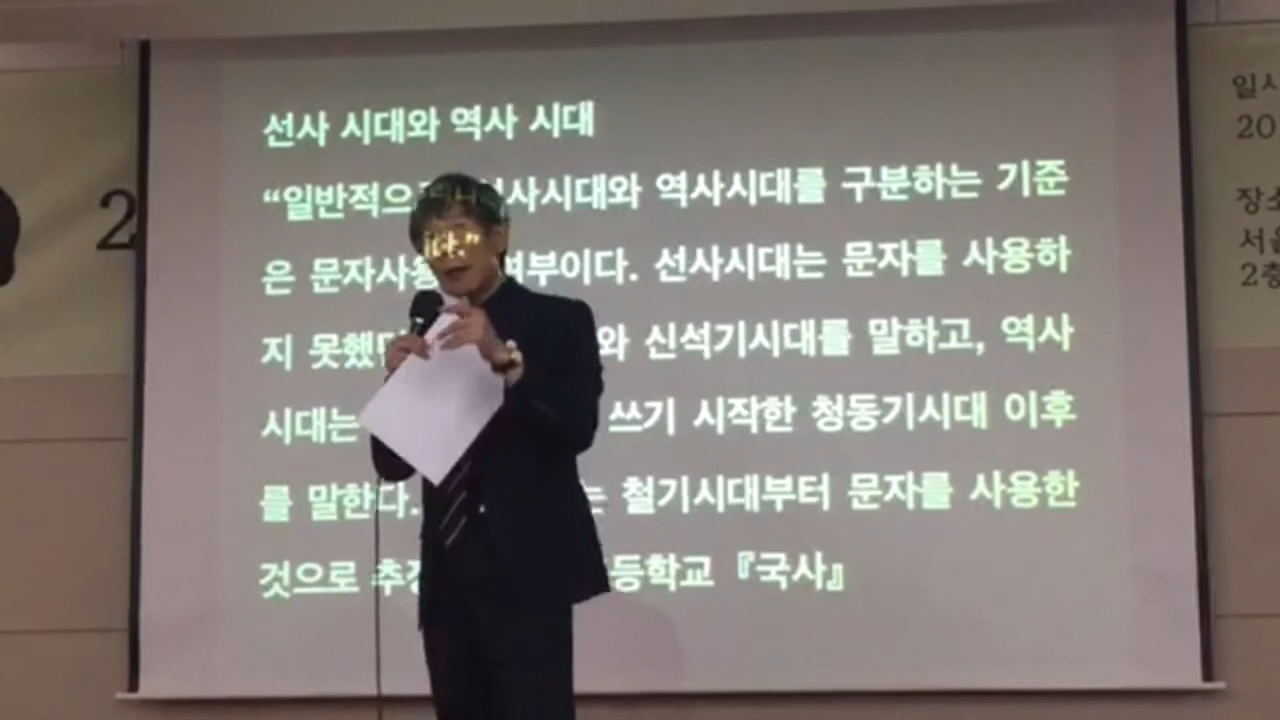 선사 시대와 역사 시대
“일반적으 선사시대와 역사시대를 구분하는 기준
은 문자사용 여부이다. 선사시대는 문자를 사용하
지 못했던 와 신석기시대를 말하고, 역사
시대는 쓰기 시작한 청동기시대 이후
를 말한다. 는 철기시대부터 문자를 사용한
것으로 추정 등학교 『국사』
다.”
2
일시
20
장소
서울
2층